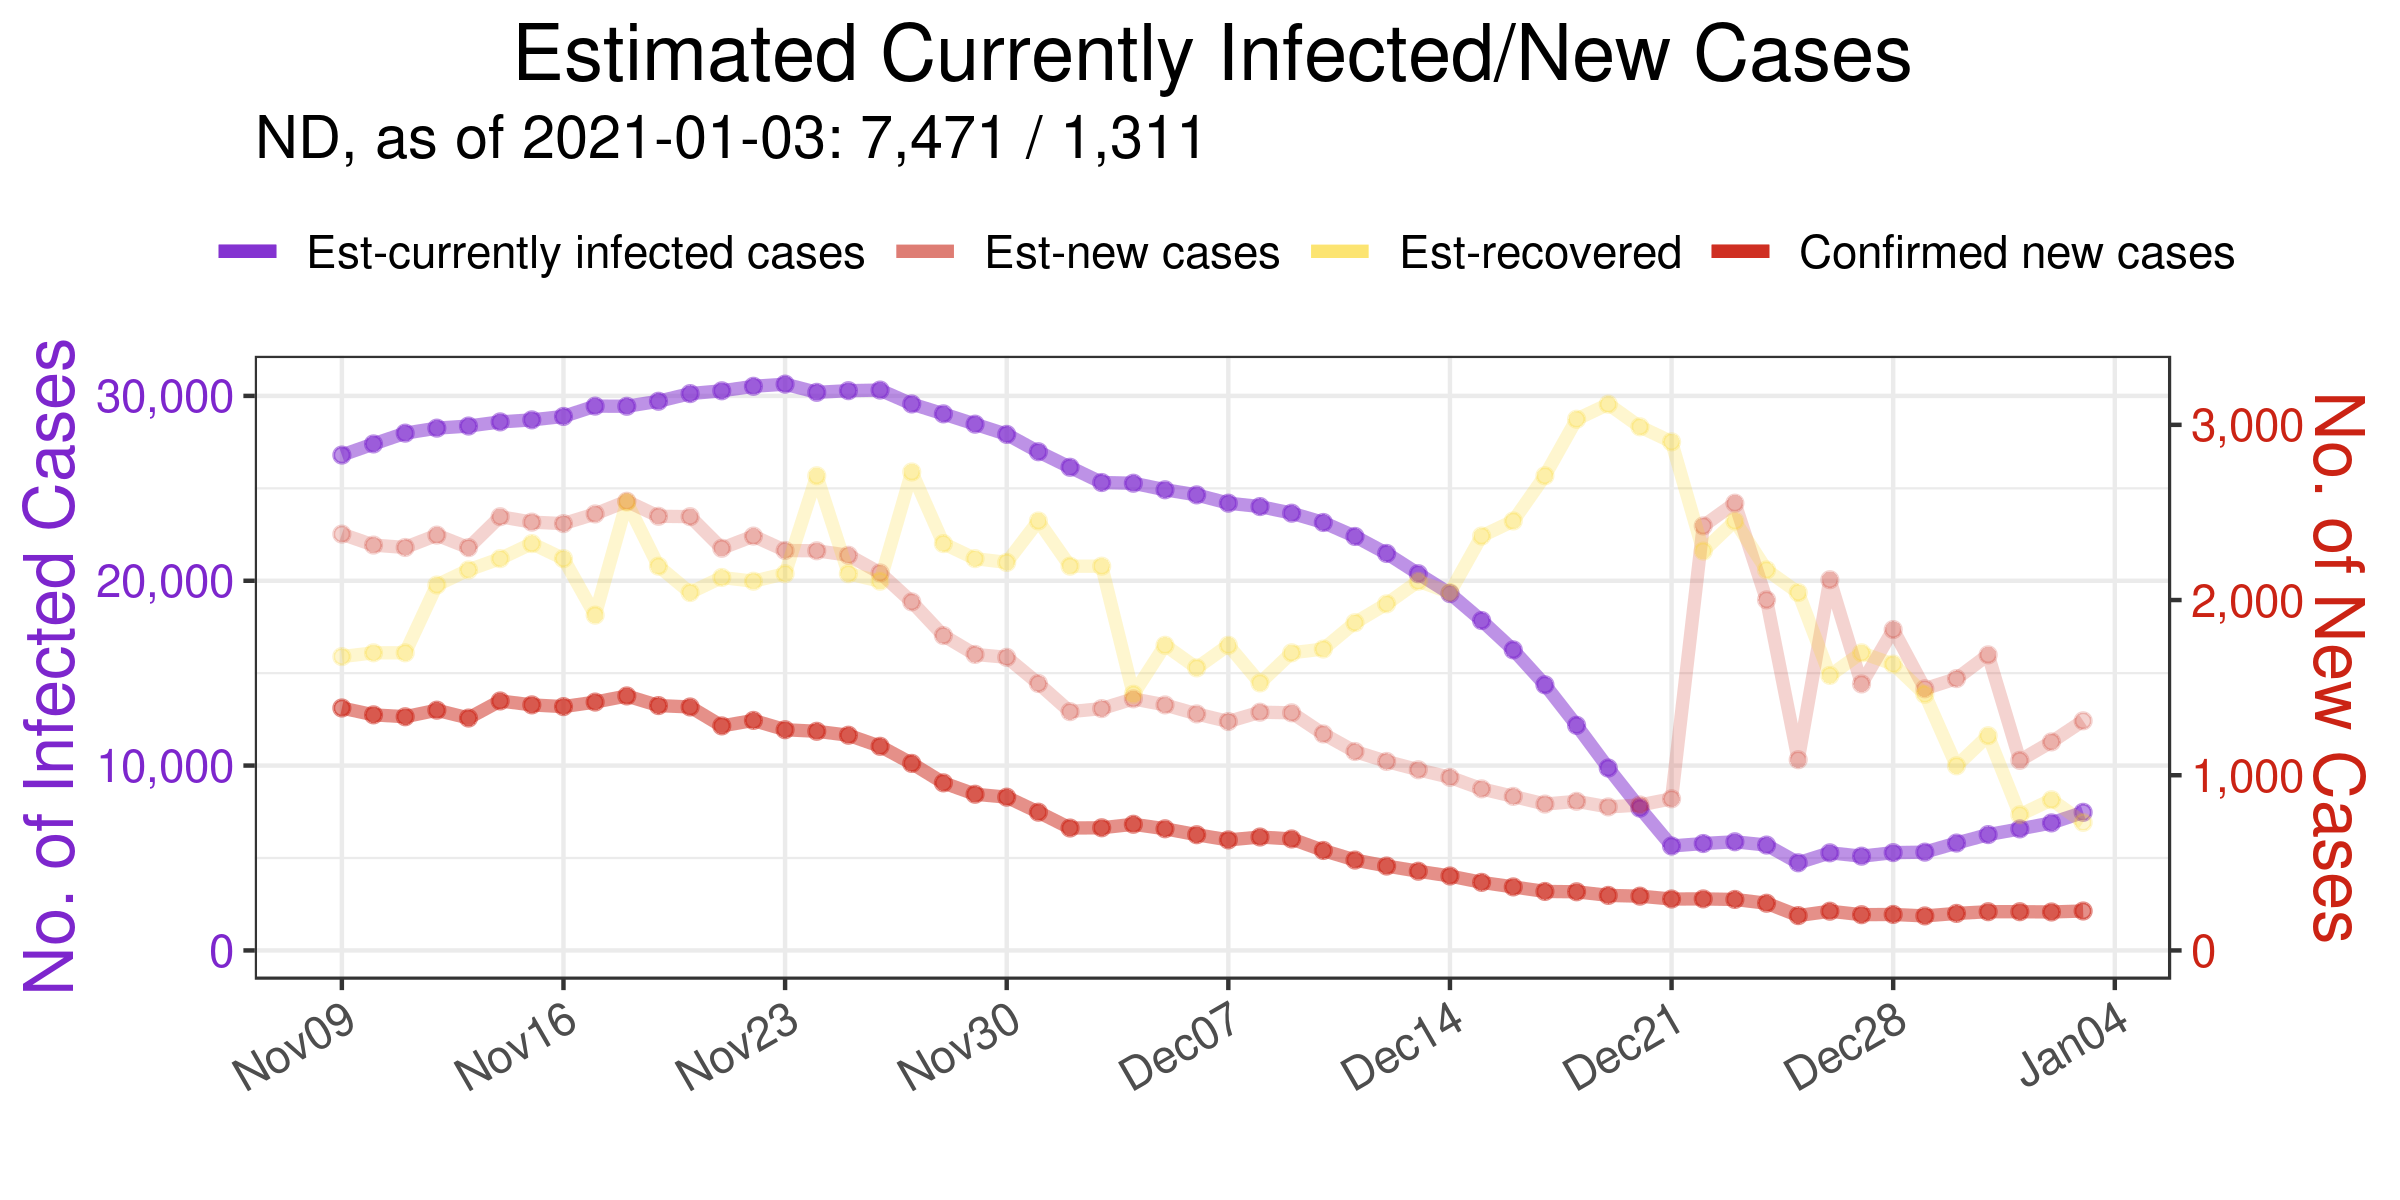 Estimated Currently Infected/New Cases
ND, as of 2021-01-03: 7,471 / 1,311
Est-currently infected cases Est-new cases Est-recovered Confirmed new cases
No. of Infected Cases
30,000
20,000
10,000
0
3,000
2,000
1,000
0
No. of New Cases
Nov09 Nov16 Nov23 Nov30 Dec07 Dec14 Dec21 Dec28 Jan04